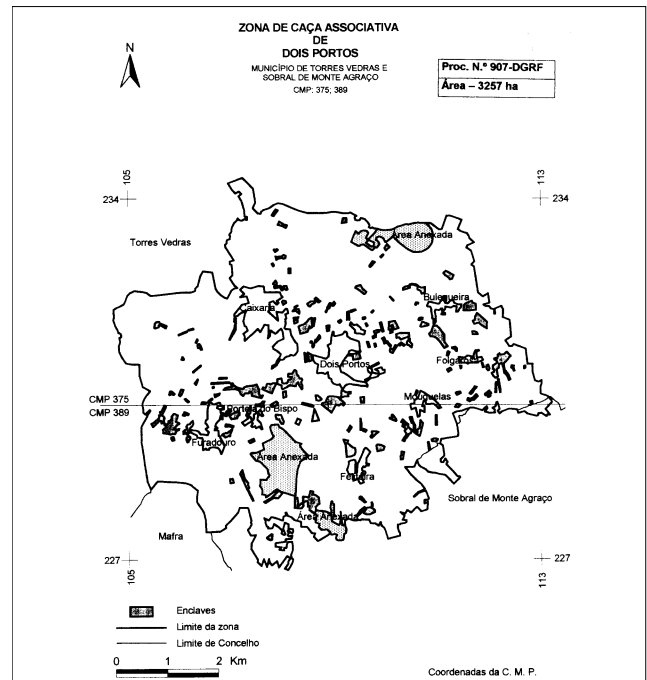 ZONA DE CAÇA ASSOCIATIVA
DE
DOIS PORTOS
MUNICÍPIO DE TORRES VEDRAS E
SOBRAL DE MONTE AGRAÇO
CMP: 375; 389
N
Proc. N.º 907-DGRF
Área – 3257 ha
105
113
234
234
Torres Vedras
Área Anexada
Bulegueira
Caixaria
Dois Portos
Folgarosa
CMP 375
CMP 389
Mouguelas
Portela do Bispo
Furadouro
Área Anexada
Feiteira
Sobral de Monte Agraço
Área Anexada
Mafra
227
227
105
113
Enclaves
Limite da zona
Limite de Concelho
0 1 2 Km
Coordenadas da C. M. P.